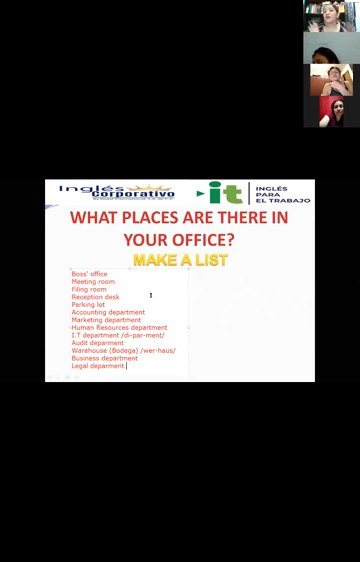 Inglés
Corporativo
it
INGLÉS
PARA
EL TRABAJO
WHAT PLACES ARE THERE IN
YOUR OFFICE?
MAKE A LIST
Boss' office
Meeting room
Filing room
Reception desk
Parking lot
Accounting department
Marketing department
Human Resources department
I.T department /di-par-ment/
Audit deparment
Warehouse (Bodega) /wer-haus/
Business department
Legal deparment